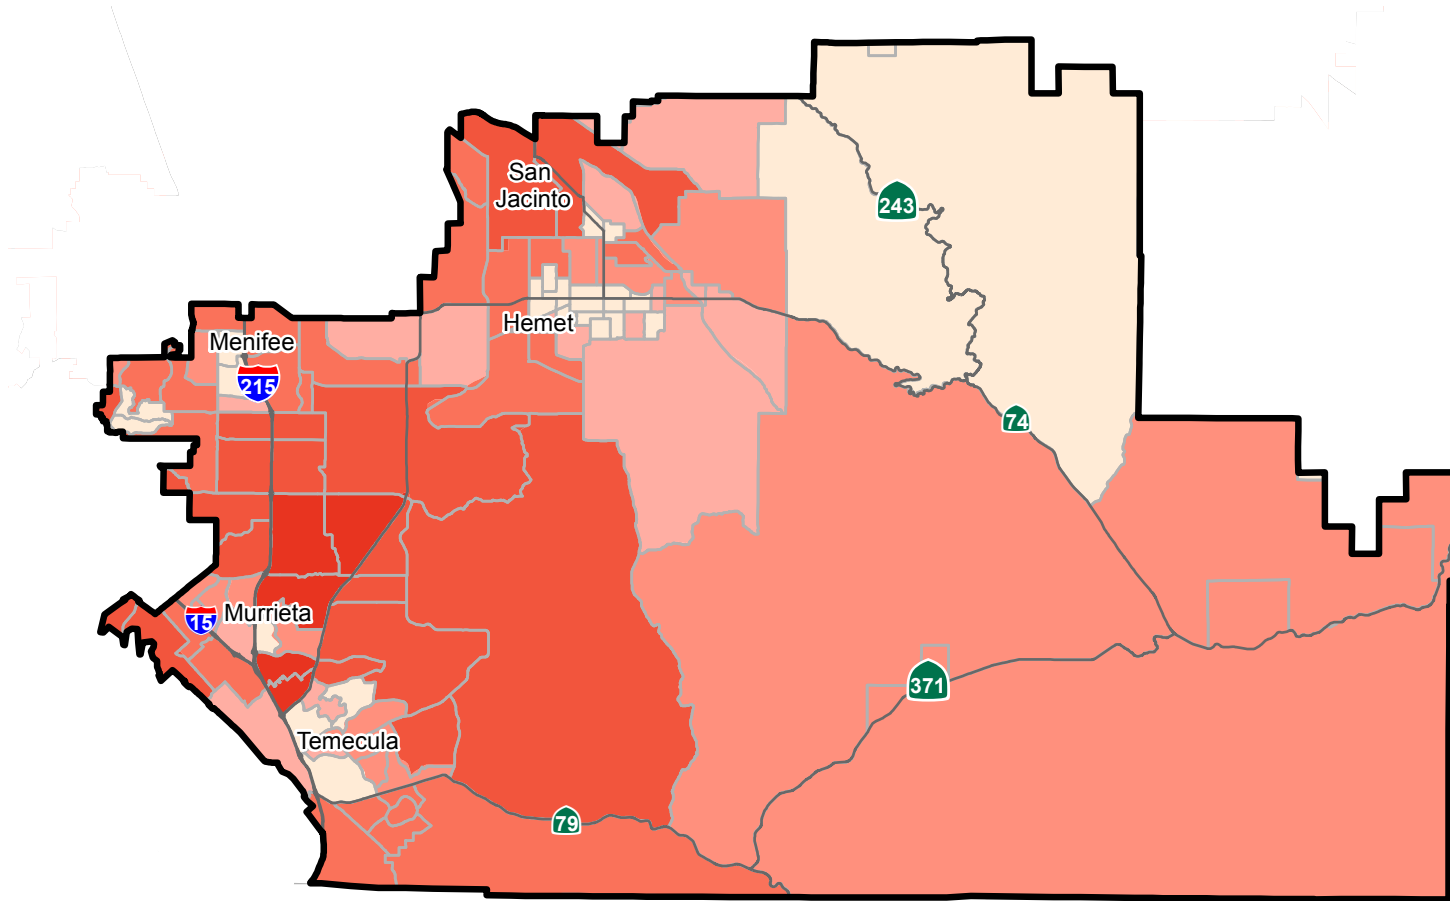 San
Jacinto
243
Hemet
Menifee
215
74
Murrieta
15
371
Temecula
79